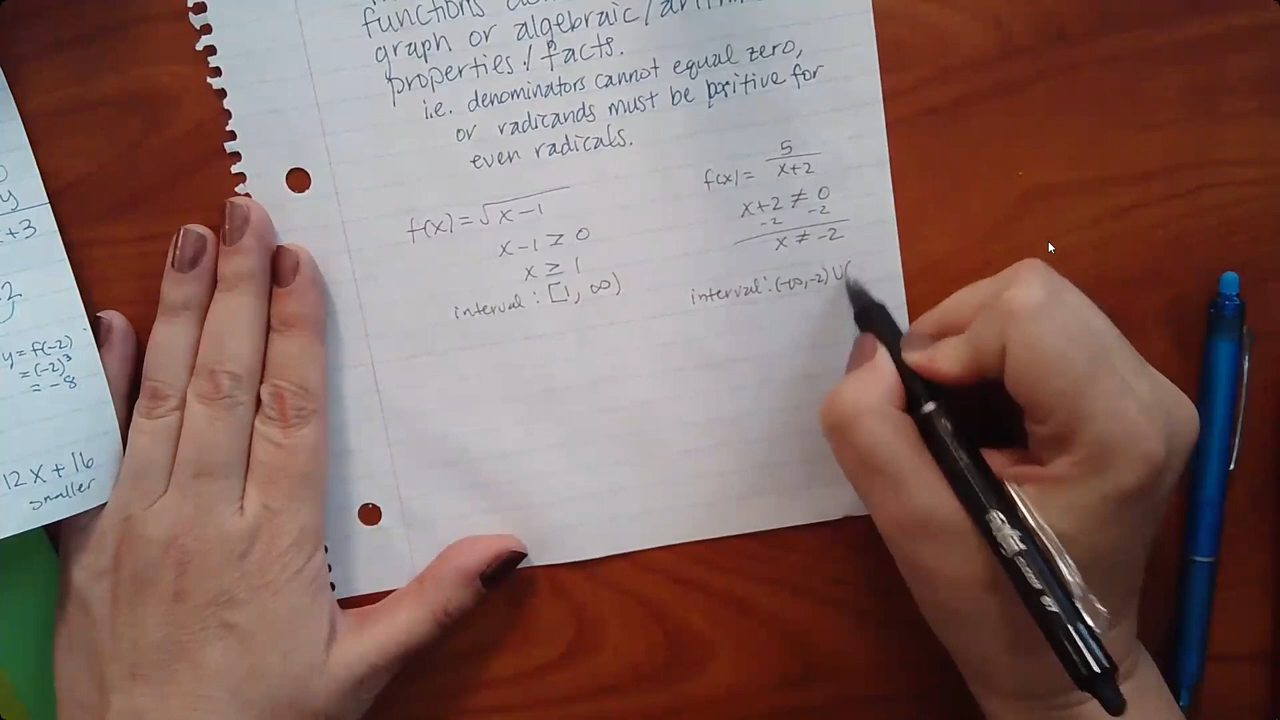 functions
graph or algebraic/
properties/facts.
i.e. denominators cannot equal zero,
or radicands must be positive for
even radicals.
f(x) = √x-1
x-1 ≥ 0
x ≥ 1
interval: [1, ∞)
f(x) = 5/x+2
x+2 ≠ 0
-2 -2
x ≠ -2
interval: (-∞,-2)∪(
y
+3
2
y = f(-2)
= (-2)³
= -8
12x + 16
smaller